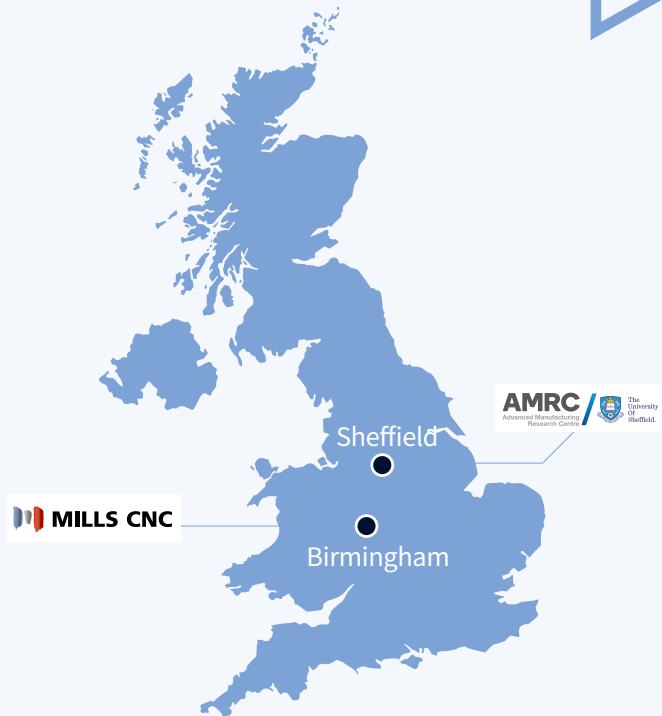 AMRC
Advanced Manufacturing
Research Centre
The
University
Of
Sheffield.
Sheffield
MILLS CNC
Birmingham